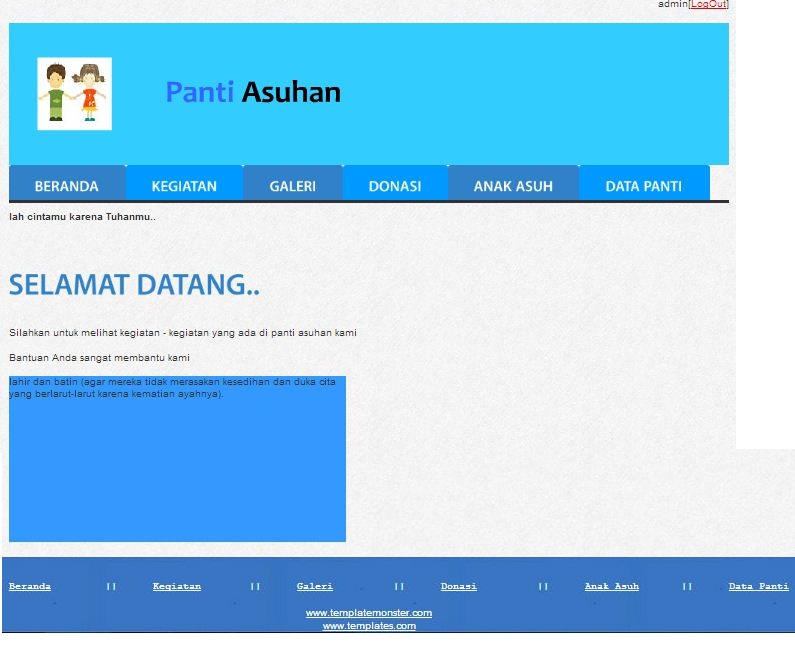 admin[LogOut]
Panti Asuhan
BERANDA KEGIATAN GALERI DONASI ANAK ASUH DATA PANTI
lah cintamu karena Tuhanmu..
SELAMAT DATANG..
Silahkan untuk melihat kegiatan - kegiatan yang ada di panti asuhan kami
Bantuan Anda sangat membantu kami
lahir dan batin (agar mereka tidak merasakan kesedihan dan duka cita
yang berlarut-larut karena kematian ayahnya).
Beranda || Kegiatan || Galeri || Donasi || Anak Asuh || Data Panti
www.templatemonster.com
www.templates.com